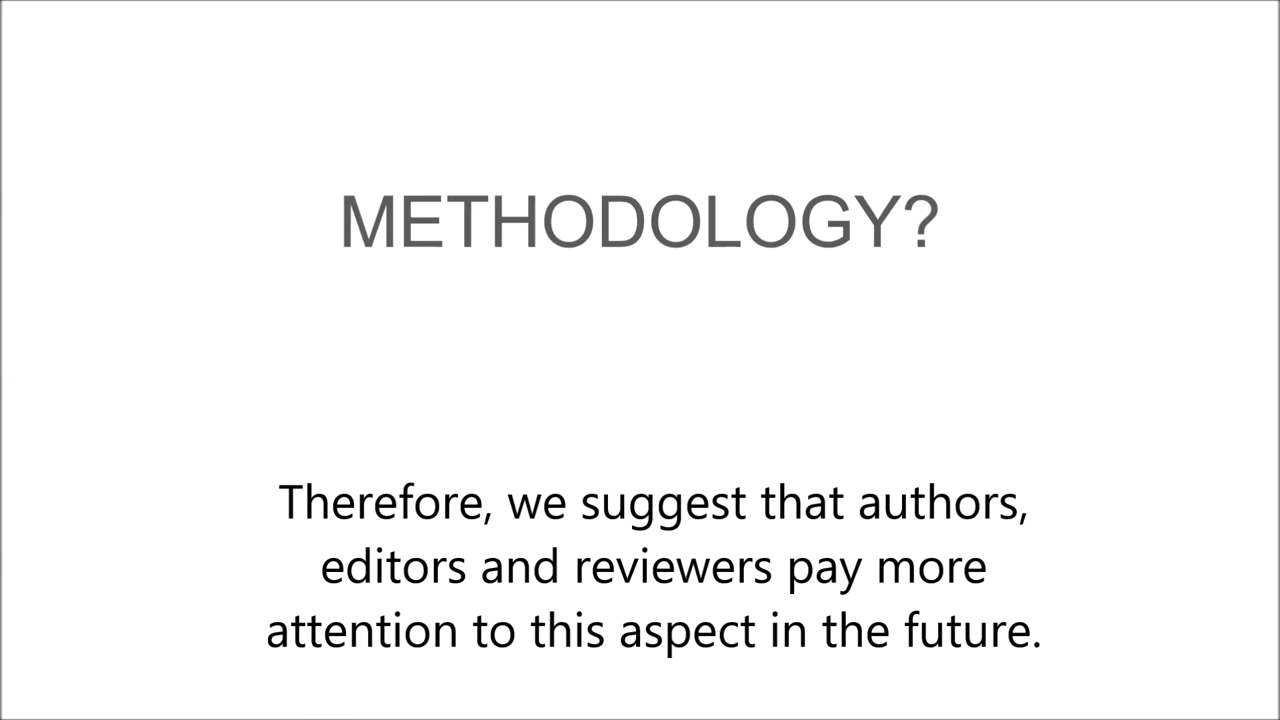 METHODOLOGY?
Therefore, we suggest that authors,
editors and reviewers pay more
attention to this aspect in the future.